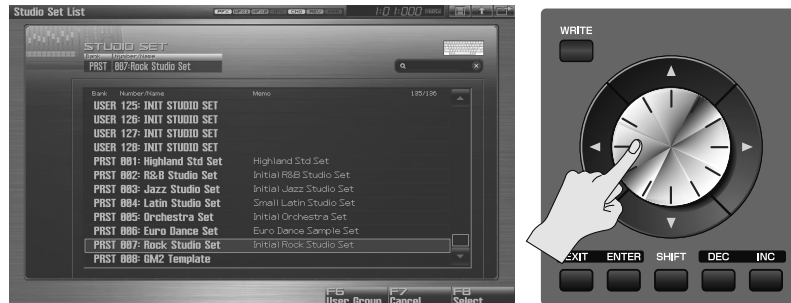 Studio Set List
STUDIO SET
Bank Number/Name
PRST 007:Rock Studio Set
Bank Number/Name Memo 135/136
USER 125: INIT STUDIO SET
USER 126: INIT STUDIO SET
USER 127: INIT STUDIO SET
USER 128: INIT STUDIO SET
PRST 001: Highland Std Set Highland Std Set
PRST 002: R&B Studio Set Initial R&B Studio Set
PRST 003: Jazz Studio Set Initial Jazz Studio Set
PRST 004: Latin Studio Set Small Latin Studio Set
PRST 005: Orchestra Set Initial Orchestra Set
PRST 006: Euro Dance Set Euro Dance Sample Set
PRST 007: Rock Studio Set Initial Rock Studio Set
PRST 008: GM2 Template
F6 F7 F8
User Group Cancel Select
WRITE
EXIT ENTER SHIFT DEC INC